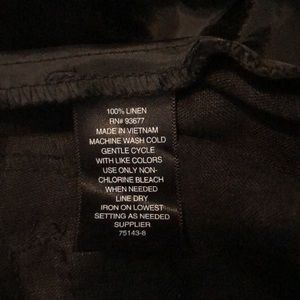 100% LINEN
RN# 93677
MADE IN VIETNAM
MACHINE WASH COLD
GENTLE CYCLE
WITH LIKE COLORS
USE ONLY NON-
CHLORINE BLEACH
WHEN NEEDED
LINE DRY
IRON ON LOWEST
SETTING AS NEEDED
SUPPLIER
75143-8